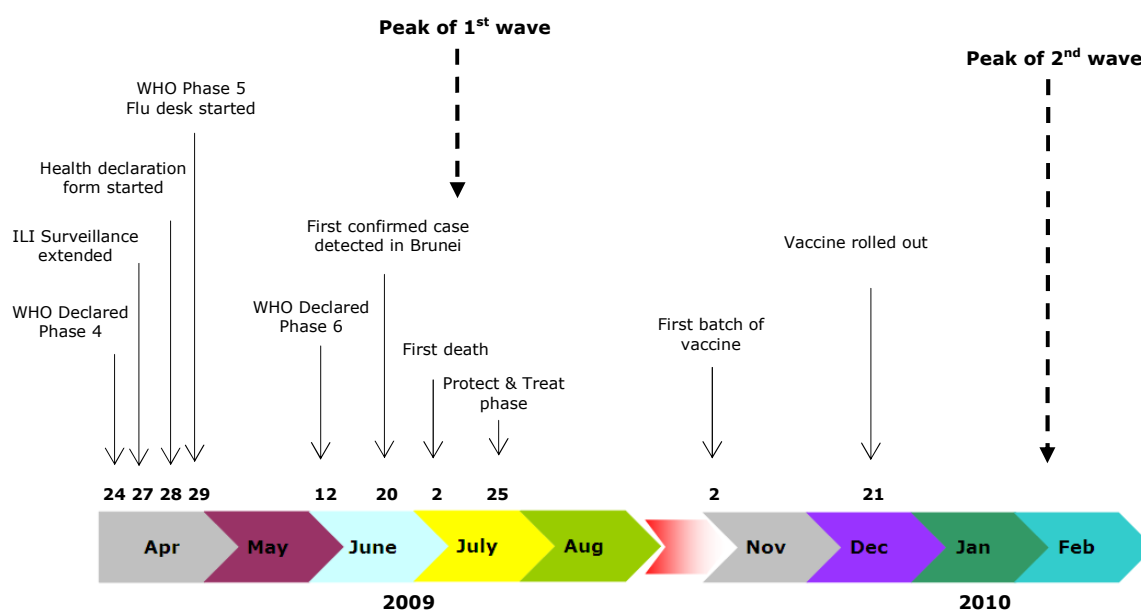 Peak of 1st wave
Peak of 2nd wave
WHO Phase 5
Flu desk started
Health declaration
form started
First confirmed case
detected in Brunei
ILI Surveillance
extended
Vaccine rolled out
WHO Declared
Phase 4
WHO Declared
Phase 6
First batch of
vaccine
First death
Protect & Treat
phase
24 27 28 29 12 20 2 25 2 21
Apr May June July Aug Nov Dec Jan Feb
2009 2010